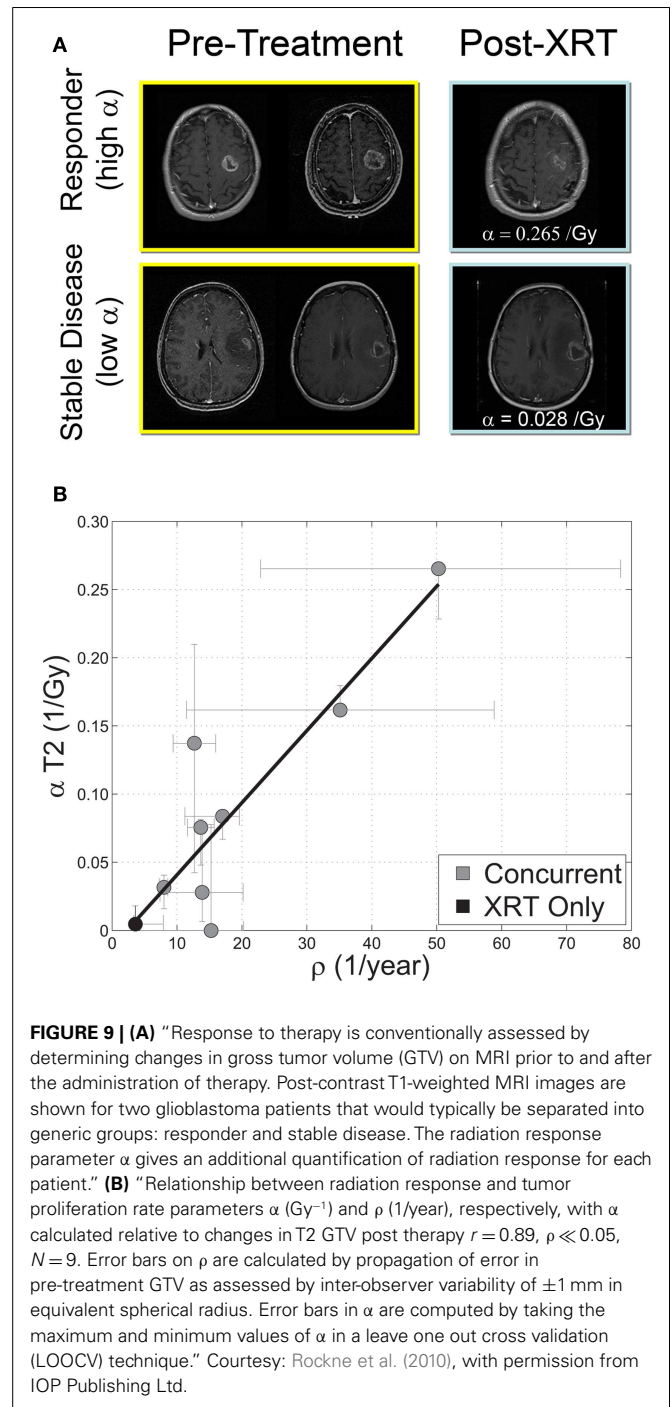 A
Pre-Treatment
Post-XRT
Responder
(high α)
α = 0.265 /Gy
Stable Disease
(low α)
α = 0.028 /Gy
B
0.30
0.25
0.20
0.15
0.10
0.05
0
α T2 (1/Gy)
0 10 20 30 40 50 60 70 80
ρ (1/year)
Concurrent
XRT Only
FIGURE 9 | (A) “Response to therapy is conventionally assessed by
determining changes in gross tumor volume (GTV) on MRI prior to and after
the administration of therapy. Post-contrast T1-weighted MRI images are
shown for two glioblastoma patients that would typically be separated into
generic groups: responder and stable disease. The radiation response
parameter α gives an additional quantification of radiation response for each
patient.” (B) “Relationship between radiation response and tumor
proliferation rate parameters α (Gy⁻¹) and ρ (1/year), respectively, with α
calculated relative to changes in T2 GTV post therapy r = 0.89, ρ ≪ 0.05,
N = 9. Error bars on ρ are calculated by propagation of error in
pre-treatment GTV as assessed by inter-observer variability of ±1 mm in
equivalent spherical radius. Error bars in α are computed by taking the
maximum and minimum values of α in a leave one out cross validation
(LOOCV) technique.” Courtesy: Rockne et al. (2010), with permission from
IOP Publishing Ltd.